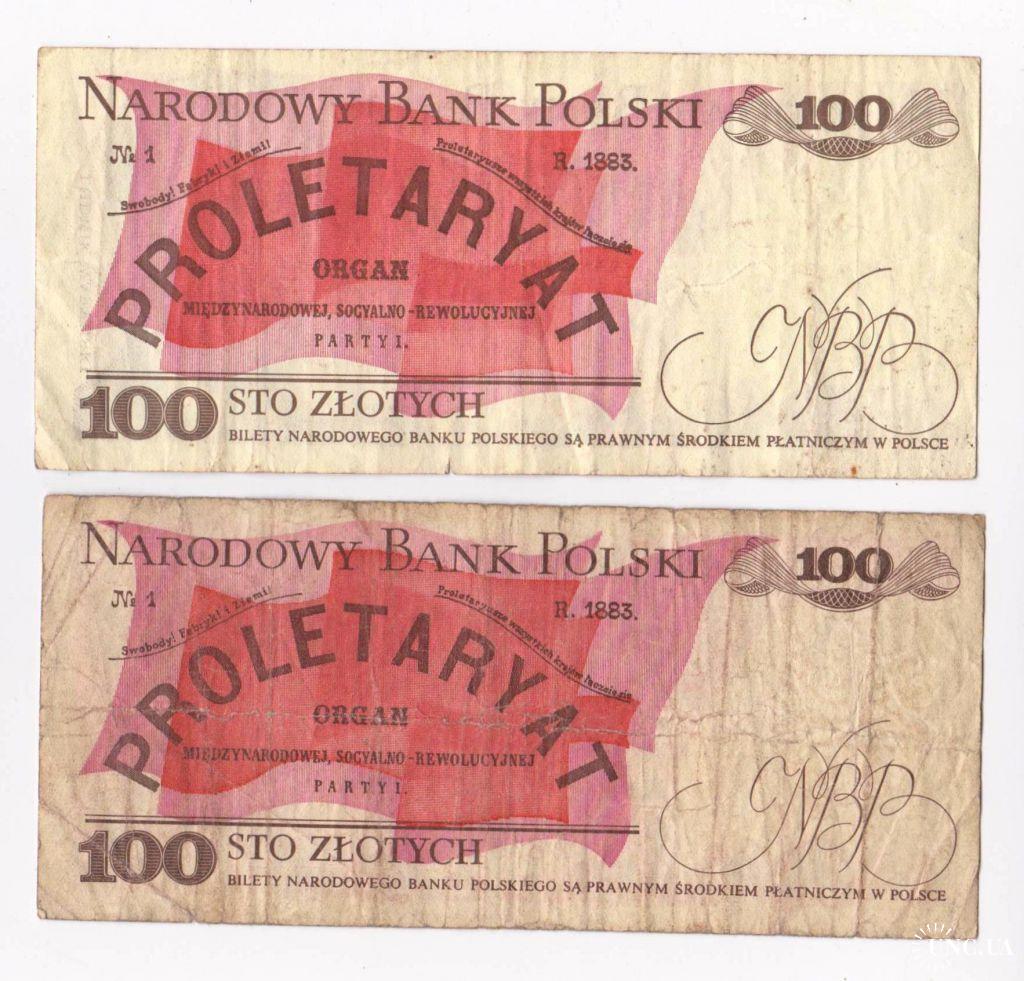 NARODOWY BANK POLSKI
100
№ 1
R. 1883.
Swobody! Fabryk! i Ziemi!
Proletaryusze wszystkich krajów łączcie się
PROLETARYAT
ORGAN
MIĘDZYNARODOWEJ, SOCYALNO-REWOLUCYJNEJ
PARTYI.
NBP
100 STO ZŁOTYCH
BILETY NARODOWEGO BANKU POLSKIEGO SĄ PRAWNYM ŚRODKIEM PŁATNICZYM W POLSCE
NARODOWY BANK POLSKI
100
№ 1
R. 1883.
Swobody! Fabryk! i Ziemi!
Proletaryusze wszystkich krajów łączcie się
PROLETARYAT
ORGAN
MIĘDZYNARODOWEJ, SOCYALNO-REWOLUCYJNEJ
PARTYI.
NBP
100 STO ZŁOTYCH
BILETY NARODOWEGO BANKU POLSKIEGO SĄ PRAWNYM ŚRODKIEM PŁATNICZYM W POLSCE
UNC.UA